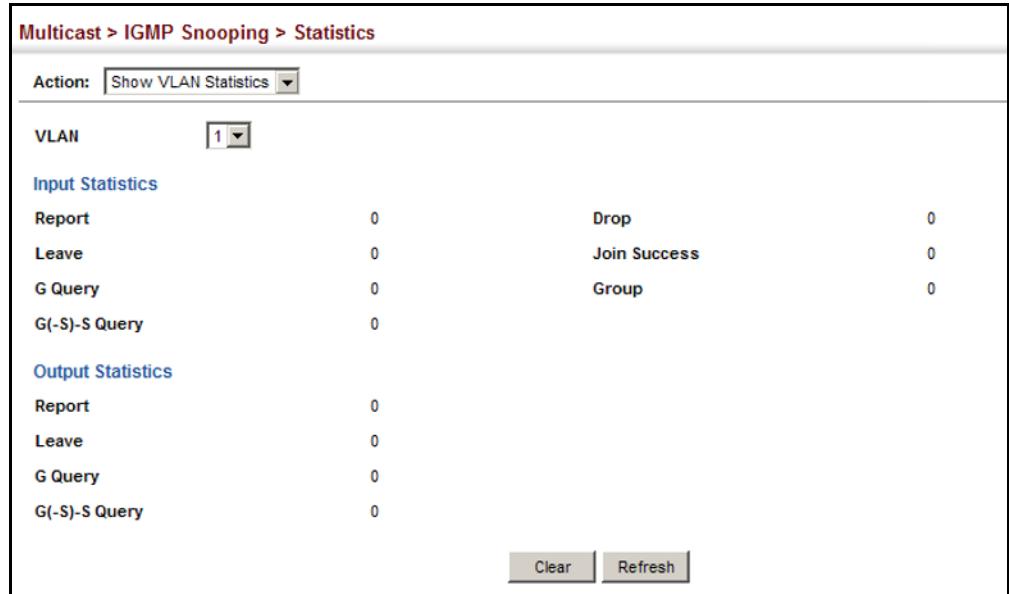 Multicast > IGMP Snooping > Statistics
Action: Show VLAN Statistics
VLAN 1
Input Statistics
Report 0 Drop 0
Leave 0 Join Success 0
G Query 0 Group 0
G(-S)-S Query 0
Output Statistics
Report 0
Leave 0
G Query 0
G(-S)-S Query 0
Clear Refresh